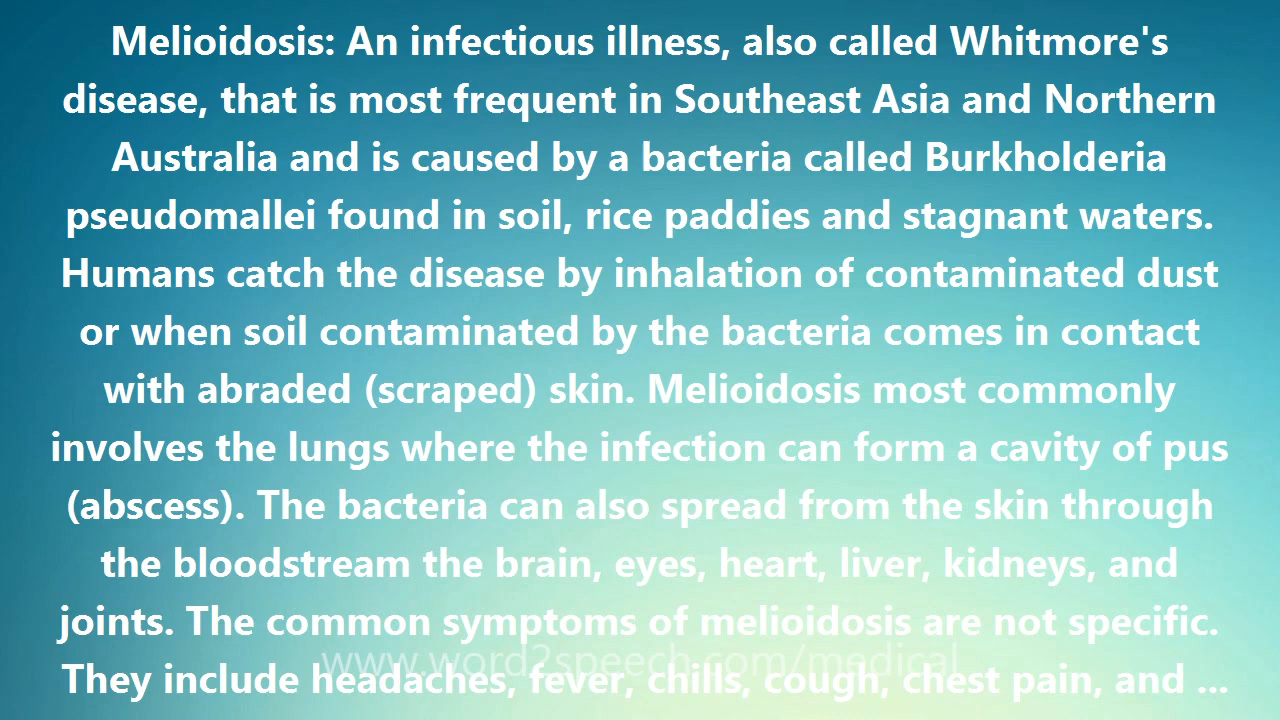 Melioidosis: An infectious illness, also called Whitmore's
disease, that is most frequent in Southeast Asia and Northern
Australia and is caused by a bacteria called Burkholderia
pseudomallei found in soil, rice paddies and stagnant waters.
Humans catch the disease by inhalation of contaminated dust
or when soil contaminated by the bacteria comes in contact
with abraded (scraped) skin. Melioidosis most commonly
involves the lungs where the infection can form a cavity of pus
(abscess). The bacteria can also spread from the skin through
the bloodstream the brain, eyes, heart, liver, kidneys, and
joints. The common symptoms of melioidosis are not specific.
www.word2speech.com/medical
They include headaches, fever, chills, cough, chest pain, and ...